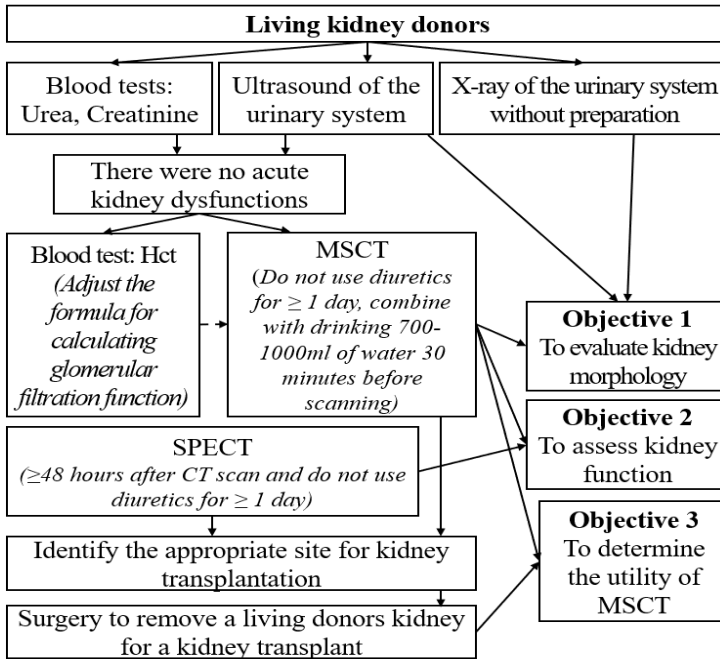 Living kidney donors
Blood tests:
Urea, Creatinine
Ultrasound of the
urinary system
X-ray of the urinary system
without preparation
There were no acute
kidney dysfunctions
Blood test: Hct
(Adjust the
formula for
calculating
glomerular
filtration function)
MSCT
(Do not use diuretics
for ≥ 1 day, combine
with drinking 700-
1000ml of water 30
minutes before
scanning)
Objective 1
To evaluate kidney
morphology
Objective 2
To assess kidney
function
SPECT
(≥48 hours after CT scan and do not use
diuretics for ≥ 1 day)
Objective 3
To determine
the utility of
MSCT
Identify the appropriate site for kidney
transplantation
Surgery to remove a living donors kidney
for a kidney transplant